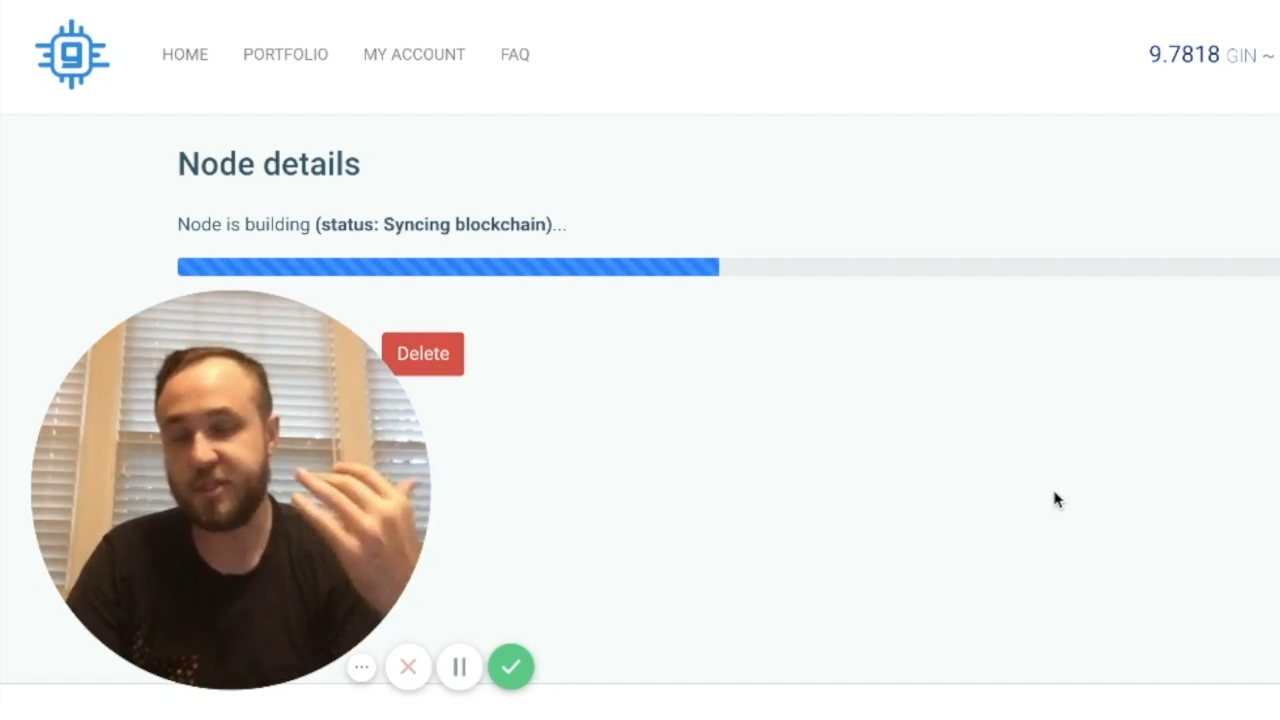 HOME PORTFOLIO MY ACCOUNT FAQ 9.7818 GIN ~
Node details
Node is building (status: Syncing blockchain)...
Delete